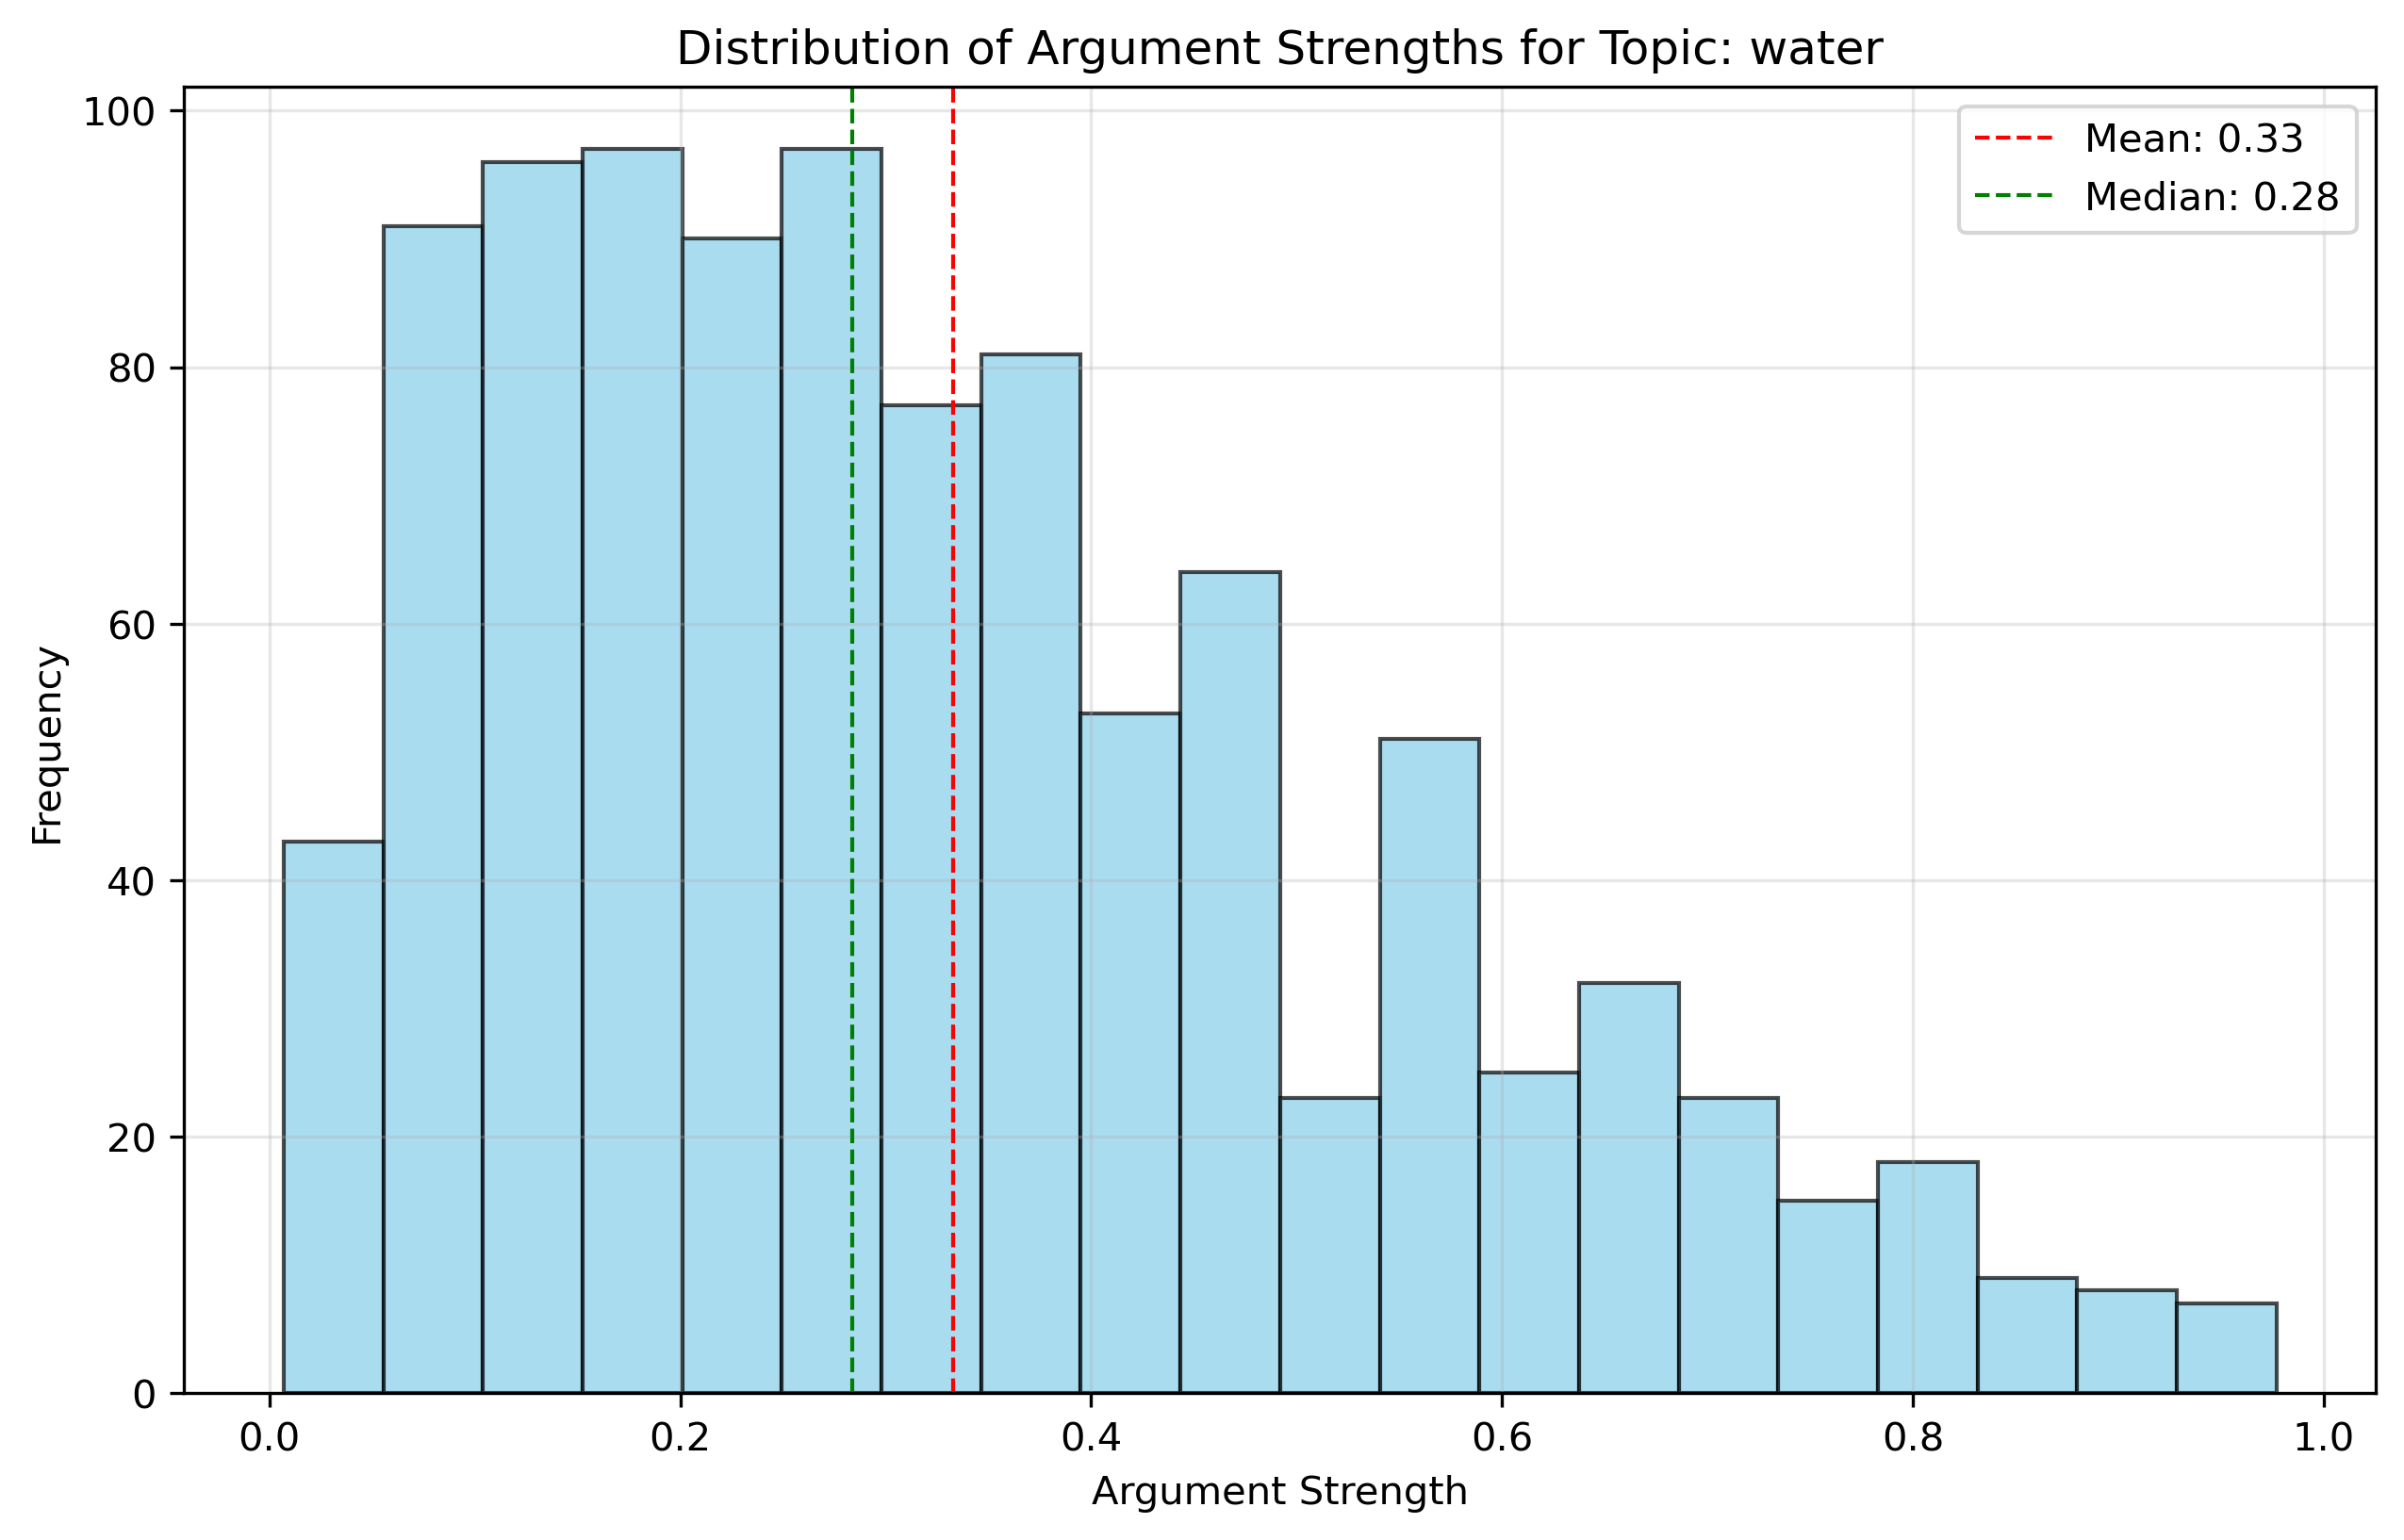 Distribution of Argument Strengths for Topic: water
Mean: 0.33
Median: 0.28
Frequency
100
80
60
40
20
0
0.0
0.2
0.4
0.6
0.8
1.0
Argument Strength